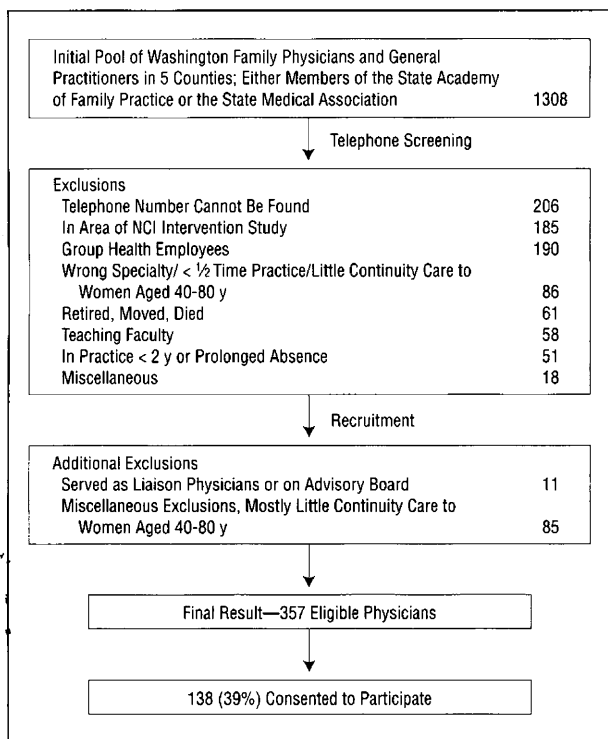 Initial Pool of Washington Family Physicians and General
Practitioners in 5 Counties; Either Members of the State Academy
of Family Practice or the State Medical Association 1308
Telephone Screening
Exclusions
Telephone Number Cannot Be Found 206
In Area of NCI Intervention Study 185
Group Health Employees 190
Wrong Specialty/ < ½ Time Practice/Little Continuity Care to
Women Aged 40-80 y 86
Retired, Moved, Died 61
Teaching Faculty 58
In Practice < 2 y or Prolonged Absence 51
Miscellaneous 18
Recruitment
Additional Exclusions
Served as Liaison Physicians or on Advisory Board 11
Miscellaneous Exclusions, Mostly Little Continuity Care to
Women Aged 40-80 y 85
Final Result—357 Eligible Physicians
138 (39%) Consented to Participate